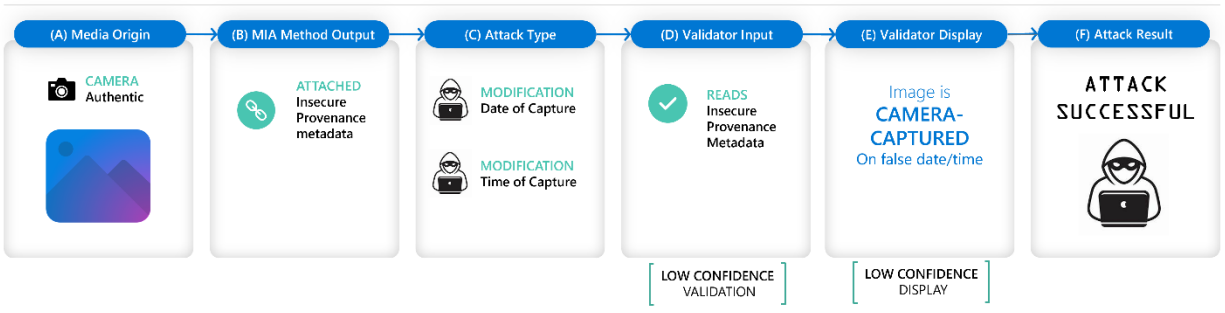 (A) Media Origin
CAMERA
Authentic
(B) MIA Method Output
ATTACHED
Insecure
Provenance
metadata
(C) Attack Type
MODIFICATION
Date of Capture
MODIFICATION
Time of Capture
(D) Validator Input
READS
Insecure
Provenance
Metadata
LOW CONFIDENCE
VALIDATION
(E) Validator Display
Image is
CAMERA-
CAPTURED
On false date/time
LOW CONFIDENCE
DISPLAY
(F) Attack Result
ATTACK
SUCCESSFUL